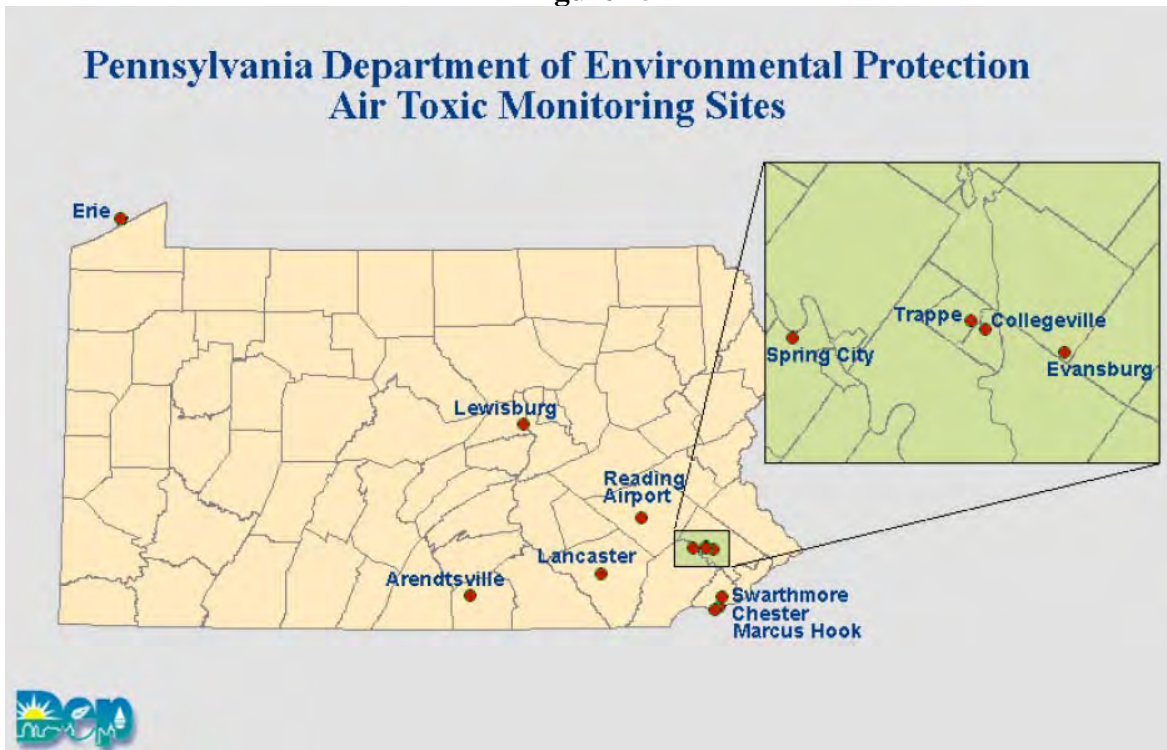 Pennsylvania Department of Environmental Protection
Air Toxic Monitoring Sites
Erie
Trappe
Collegeville
Spring City
Evansburg
Lewisburg
Reading
Airport
Lancaster
Arendtsville
Swarthmore
Chester
Marcus Hook
Dep